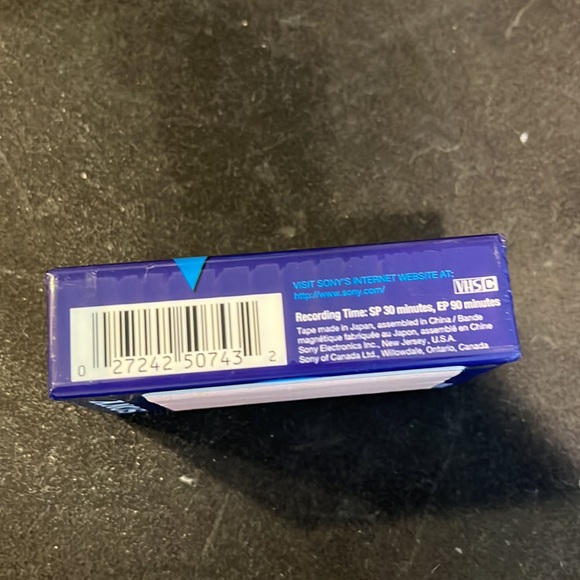 VISIT SONY'S INTERNET WEBSITE AT:
http://www.sony.com/
VHS C
Recording Time: SP 30 minutes, EP 90 minutes
Tape made in Japan, assembled in China / Bande
magnétique fabriquée au Japon, assemblé en Chine
Sony Electronics Inc., New Jersey, U.S.A.
Sony of Canada Ltd., Willowdale, Ontario, Canada
0 27242 50743 2